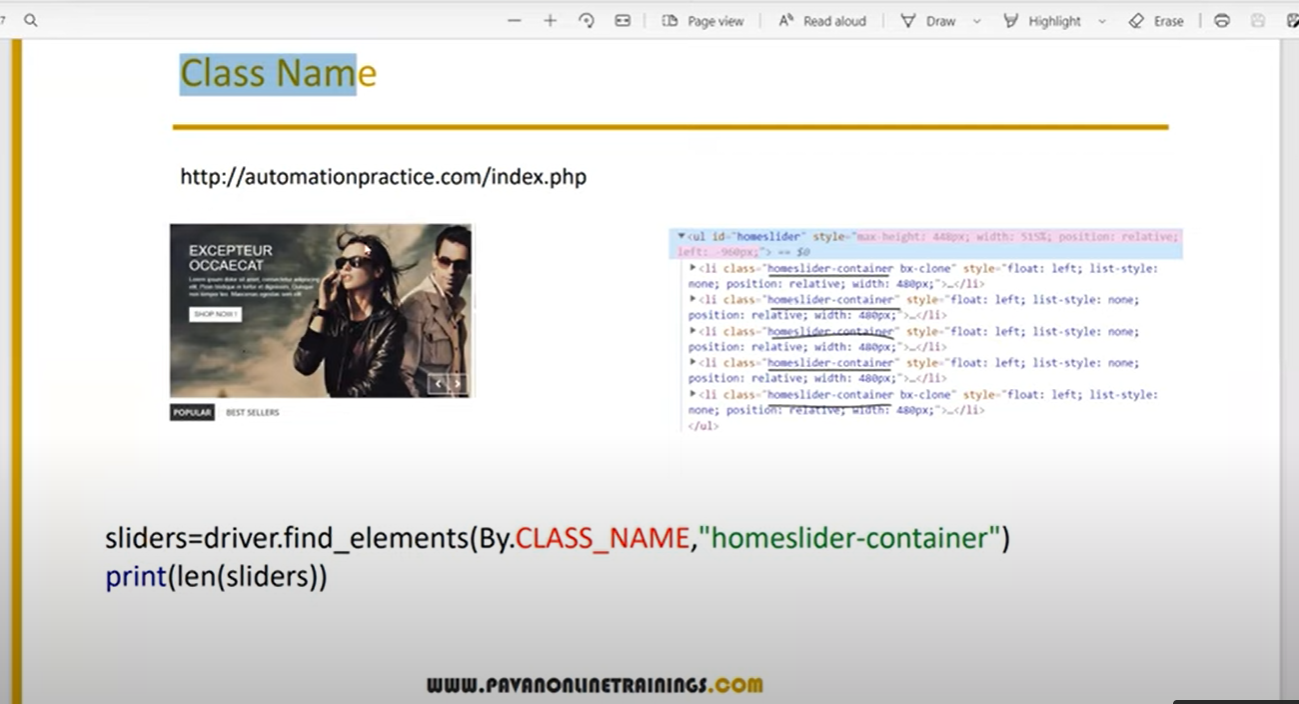 7
Page view
Read aloud
Draw
Highlight
Erase
Class Name
http://automationpractice.com/index.php
EXCEPTEUR
OCCAECAT
SHOP NOW !
POPULAR
BEST SELLERS
▼<ul id="homeslider" style="max-height: 448px; width: 515%; position: relative;
left: -960px;"> == $0
▶<li class="homeslider-container bx-clone" style="float: left; list-style:
none; position: relative; width: 480px;">…</li>
▶<li class="homeslider-container" style="float: left; list-style: none;
position: relative; width: 480px;">…</li>
▶<li class="homeslider-container" style="float: left; list-style: none;
position: relative; width: 480px;">…</li>
▶<li class="homeslider-container" style="float: left; list-style: none;
position: relative; width: 480px;">…</li>
▶<li class="homeslider-container bx-clone" style="float: left; list-style:
none; position: relative; width: 480px;">…</li>
</ul>
sliders=driver.find_elements(By.CLASS_NAME,"homeslider-container")
print(len(sliders))
WWW.PAVANONLINETRAININGS.COM